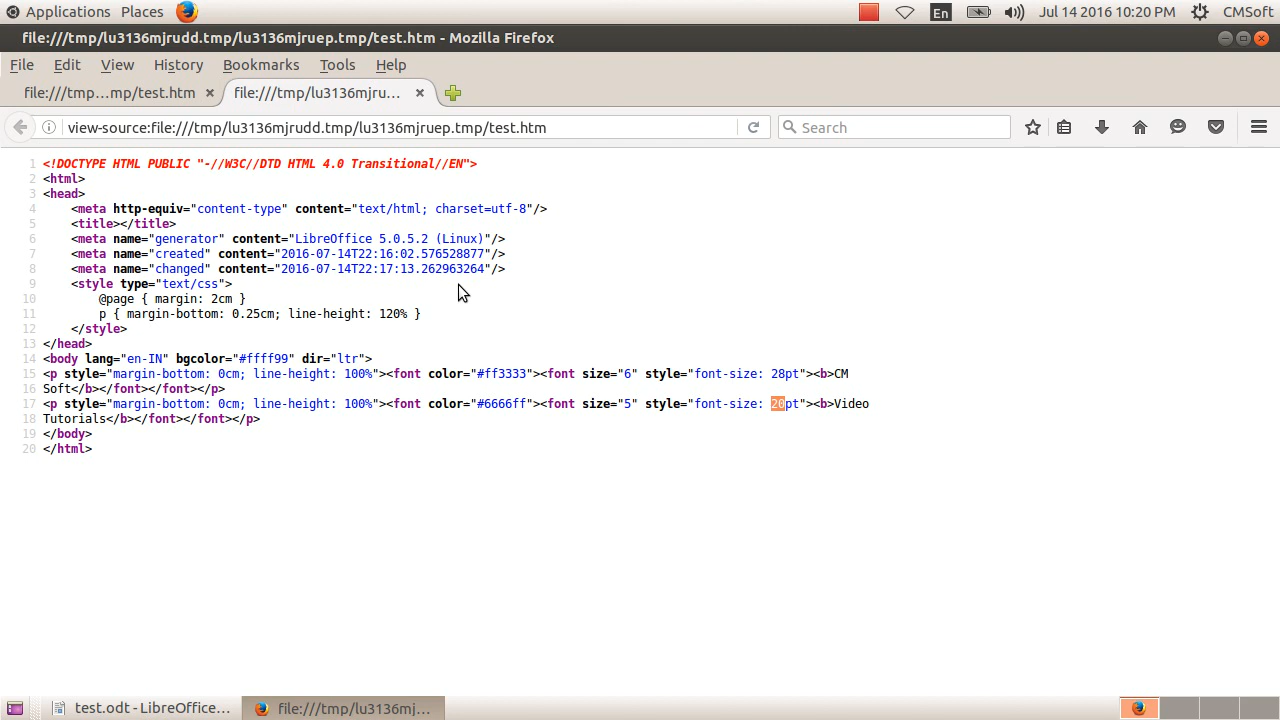 Applications Places En Jul 14 2016 10:20 PM CMSoft
file:///tmp/lu3136mjrudd.tmp/lu3136mjruep.tmp/test.htm - Mozilla Firefox
File Edit View History Bookmarks Tools Help
file:///tmp...mp/test.htm file:///tmp/lu3136mjru...
view-source:file:///tmp/lu3136mjrudd.tmp/lu3136mjruep.tmp/test.htm Search
1 <!DOCTYPE HTML PUBLIC "-//W3C//DTD HTML 4.0 Transitional//EN">
2 <html>
3 <head>
4 <meta http-equiv="content-type" content="text/html; charset=utf-8"/>
5 <title></title>
6 <meta name="generator" content="LibreOffice 5.0.5.2 (Linux)"/>
7 <meta name="created" content="2016-07-14T22:16:02.576528877"/>
8 <meta name="changed" content="2016-07-14T22:17:13.262963264"/>
9 <style type="text/css">
10 @page { margin: 2cm }
11 p { margin-bottom: 0.25cm; line-height: 120% }
12 </style>
13 </head>
14 <body lang="en-IN" bgcolor="#ffff99" dir="ltr">
15 <p style="margin-bottom: 0cm; line-height: 100%"><font color="#ff3333"><font size="6" style="font-size: 28pt"><b>CM
16 Soft</b></font></font></p>
17 <p style="margin-bottom: 0cm; line-height: 100%"><font color="#6666ff"><font size="5" style="font-size: 20pt"><b>Video
18 Tutorials</b></font></font></p>
19 </body>
20 </html>
test.odt - LibreOffice... file:///tmp/lu3136mj...